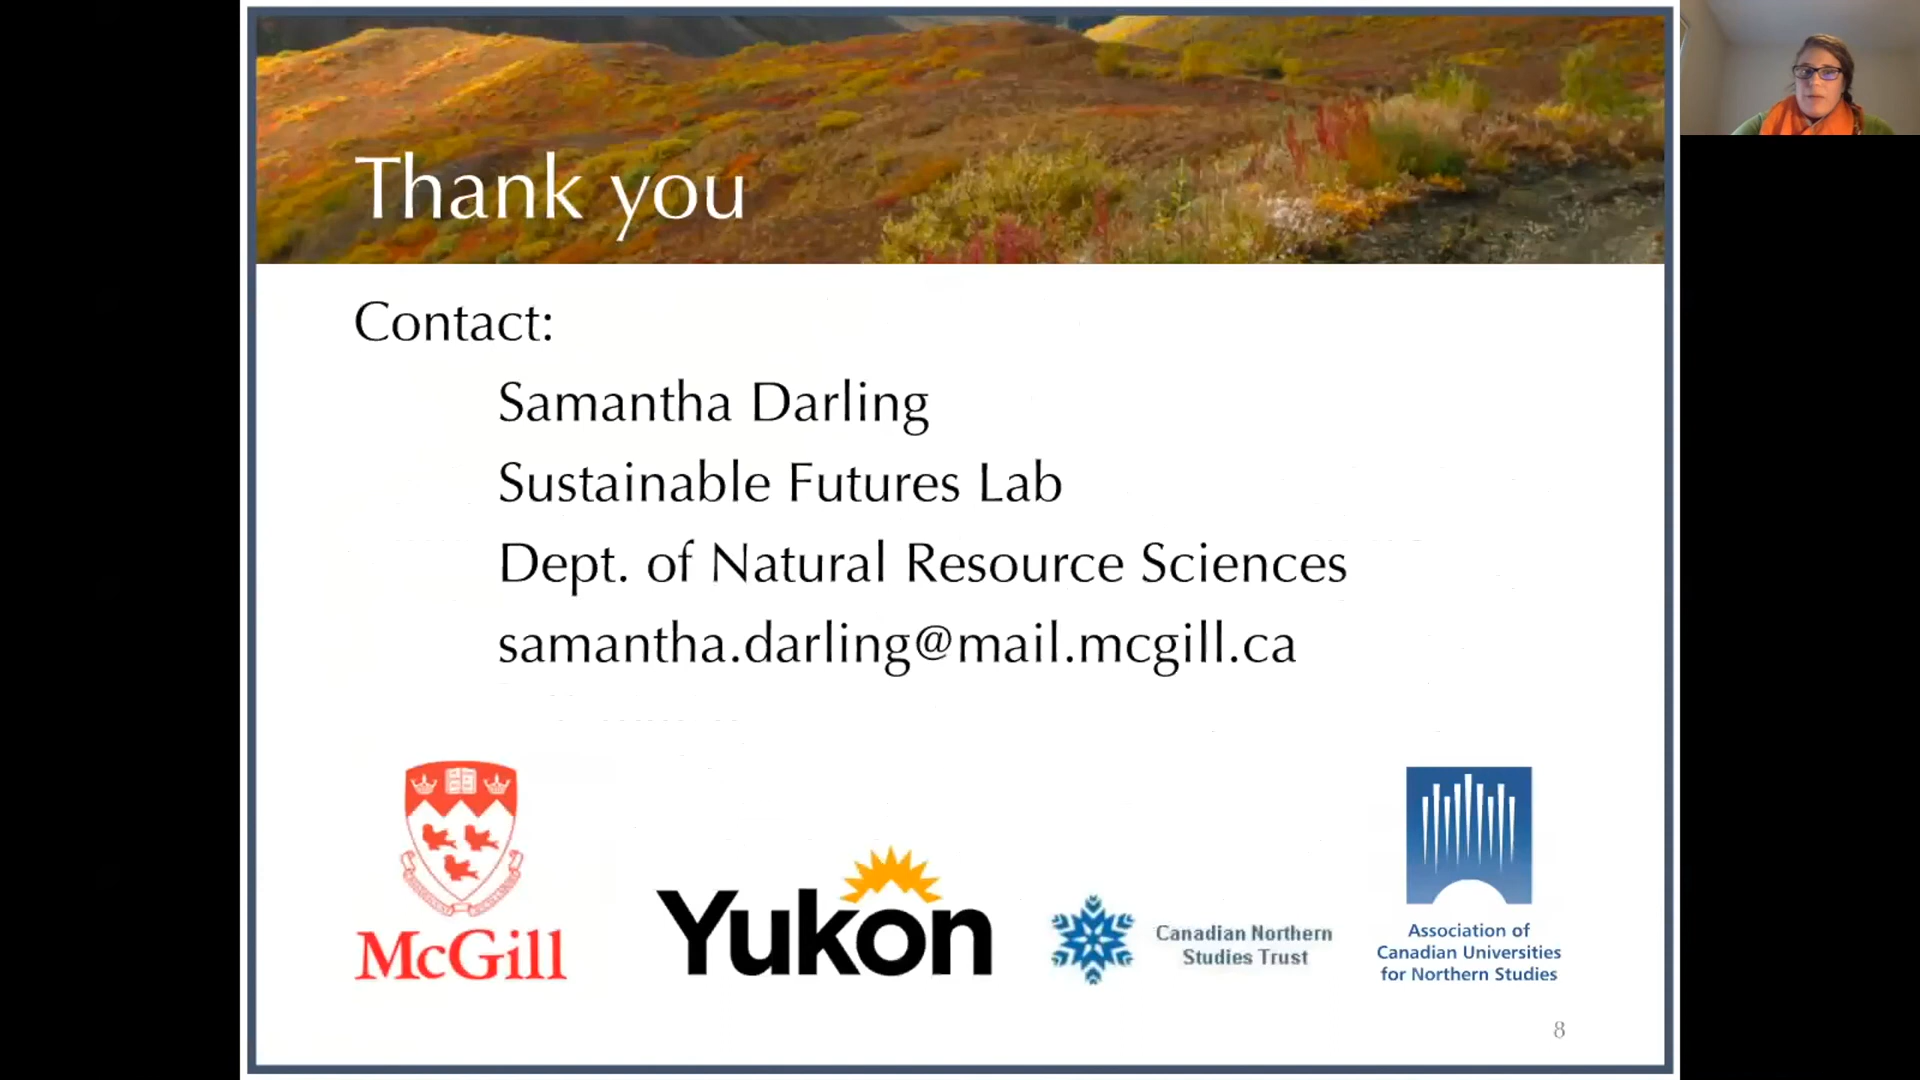 Thank you
Contact:
Samantha Darling
Sustainable Futures Lab
Dept. of Natural Resource Sciences
samantha.darling@mail.mcgill.ca
McGill
Yukon
Canadian Northern
Studies Trust
Association of
Canadian Universities
for Northern Studies
8